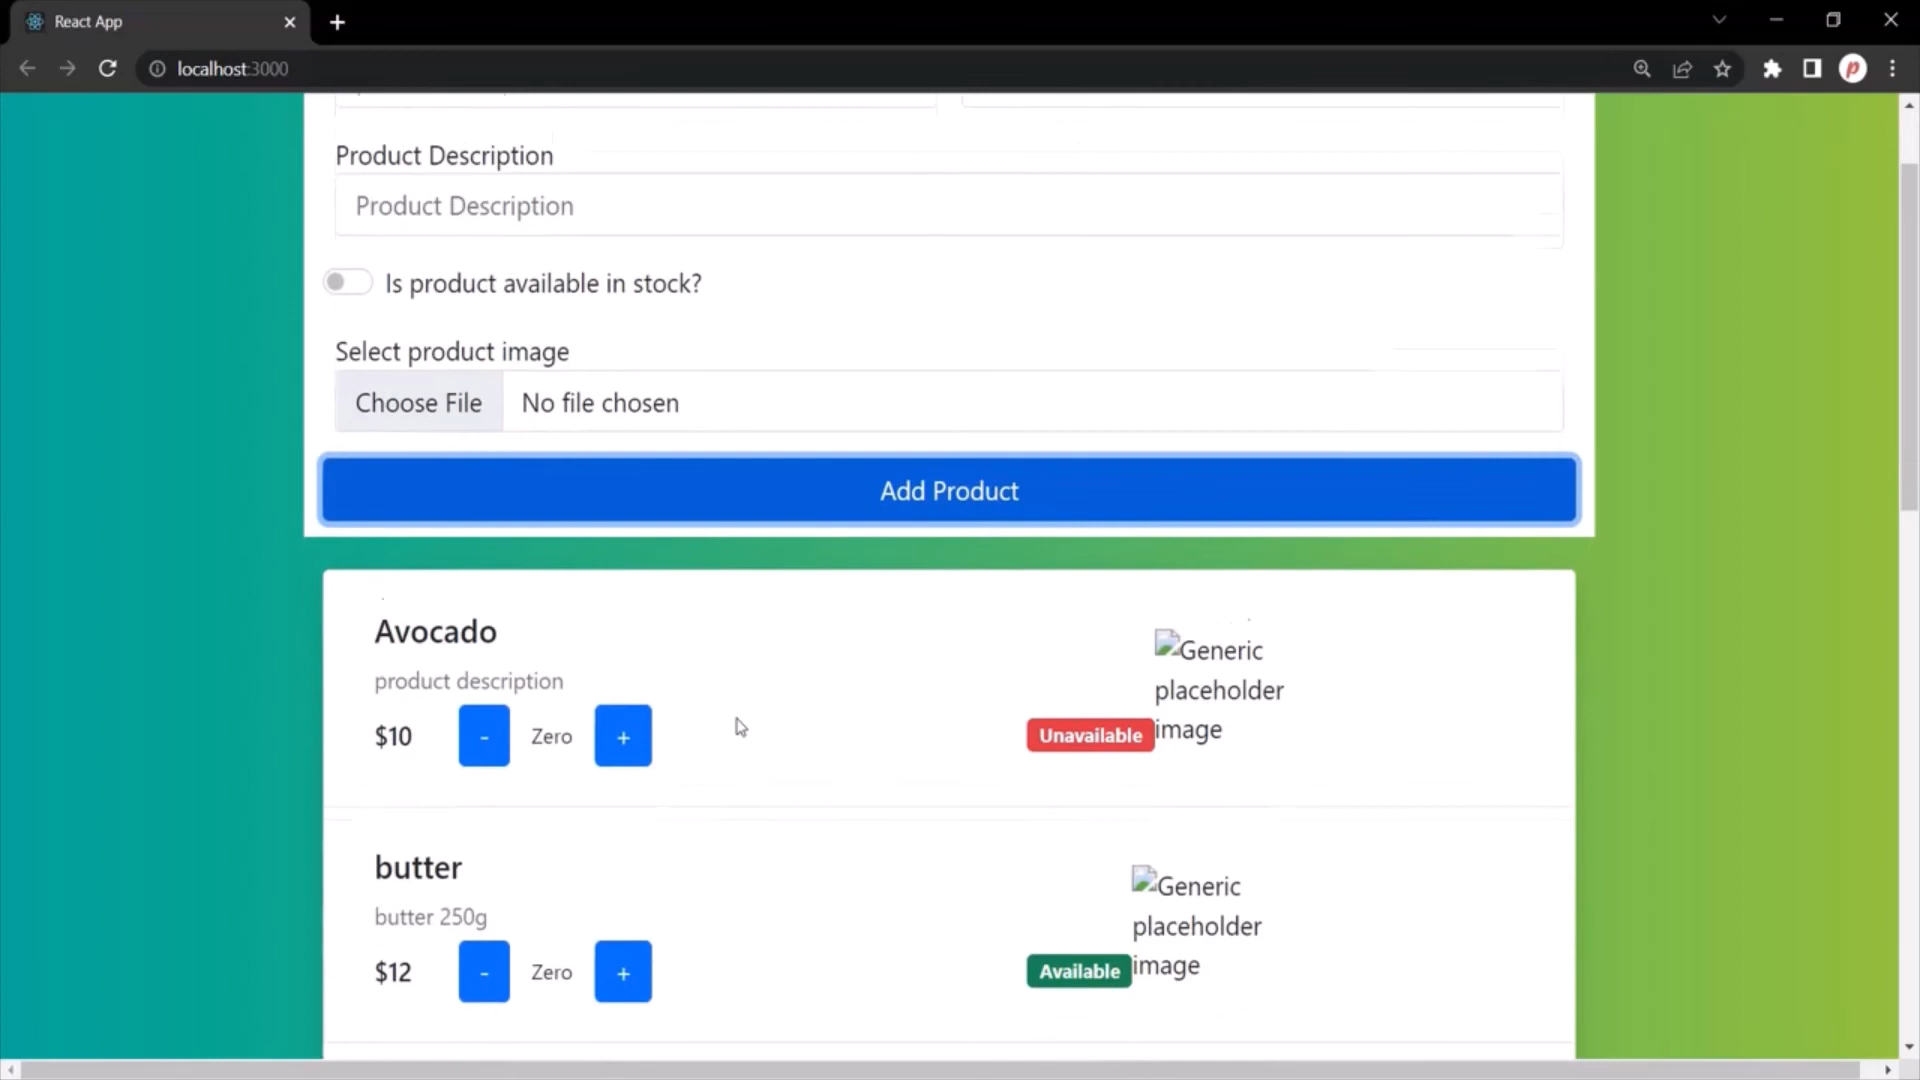 React App
localhost:3000
Product Description
Product Description
Is product available in stock?
Select product image
Choose File No file chosen
Add Product
Avocado
product description
$10 - Zero +
Unavailable
Generic
placeholder
image
butter
butter 250g
$12 - Zero +
Available
Generic
placeholder
image